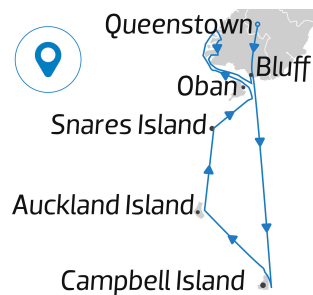 Queenstown
Bluff
Oban
Snares Island
Auckland Island
Campbell Island